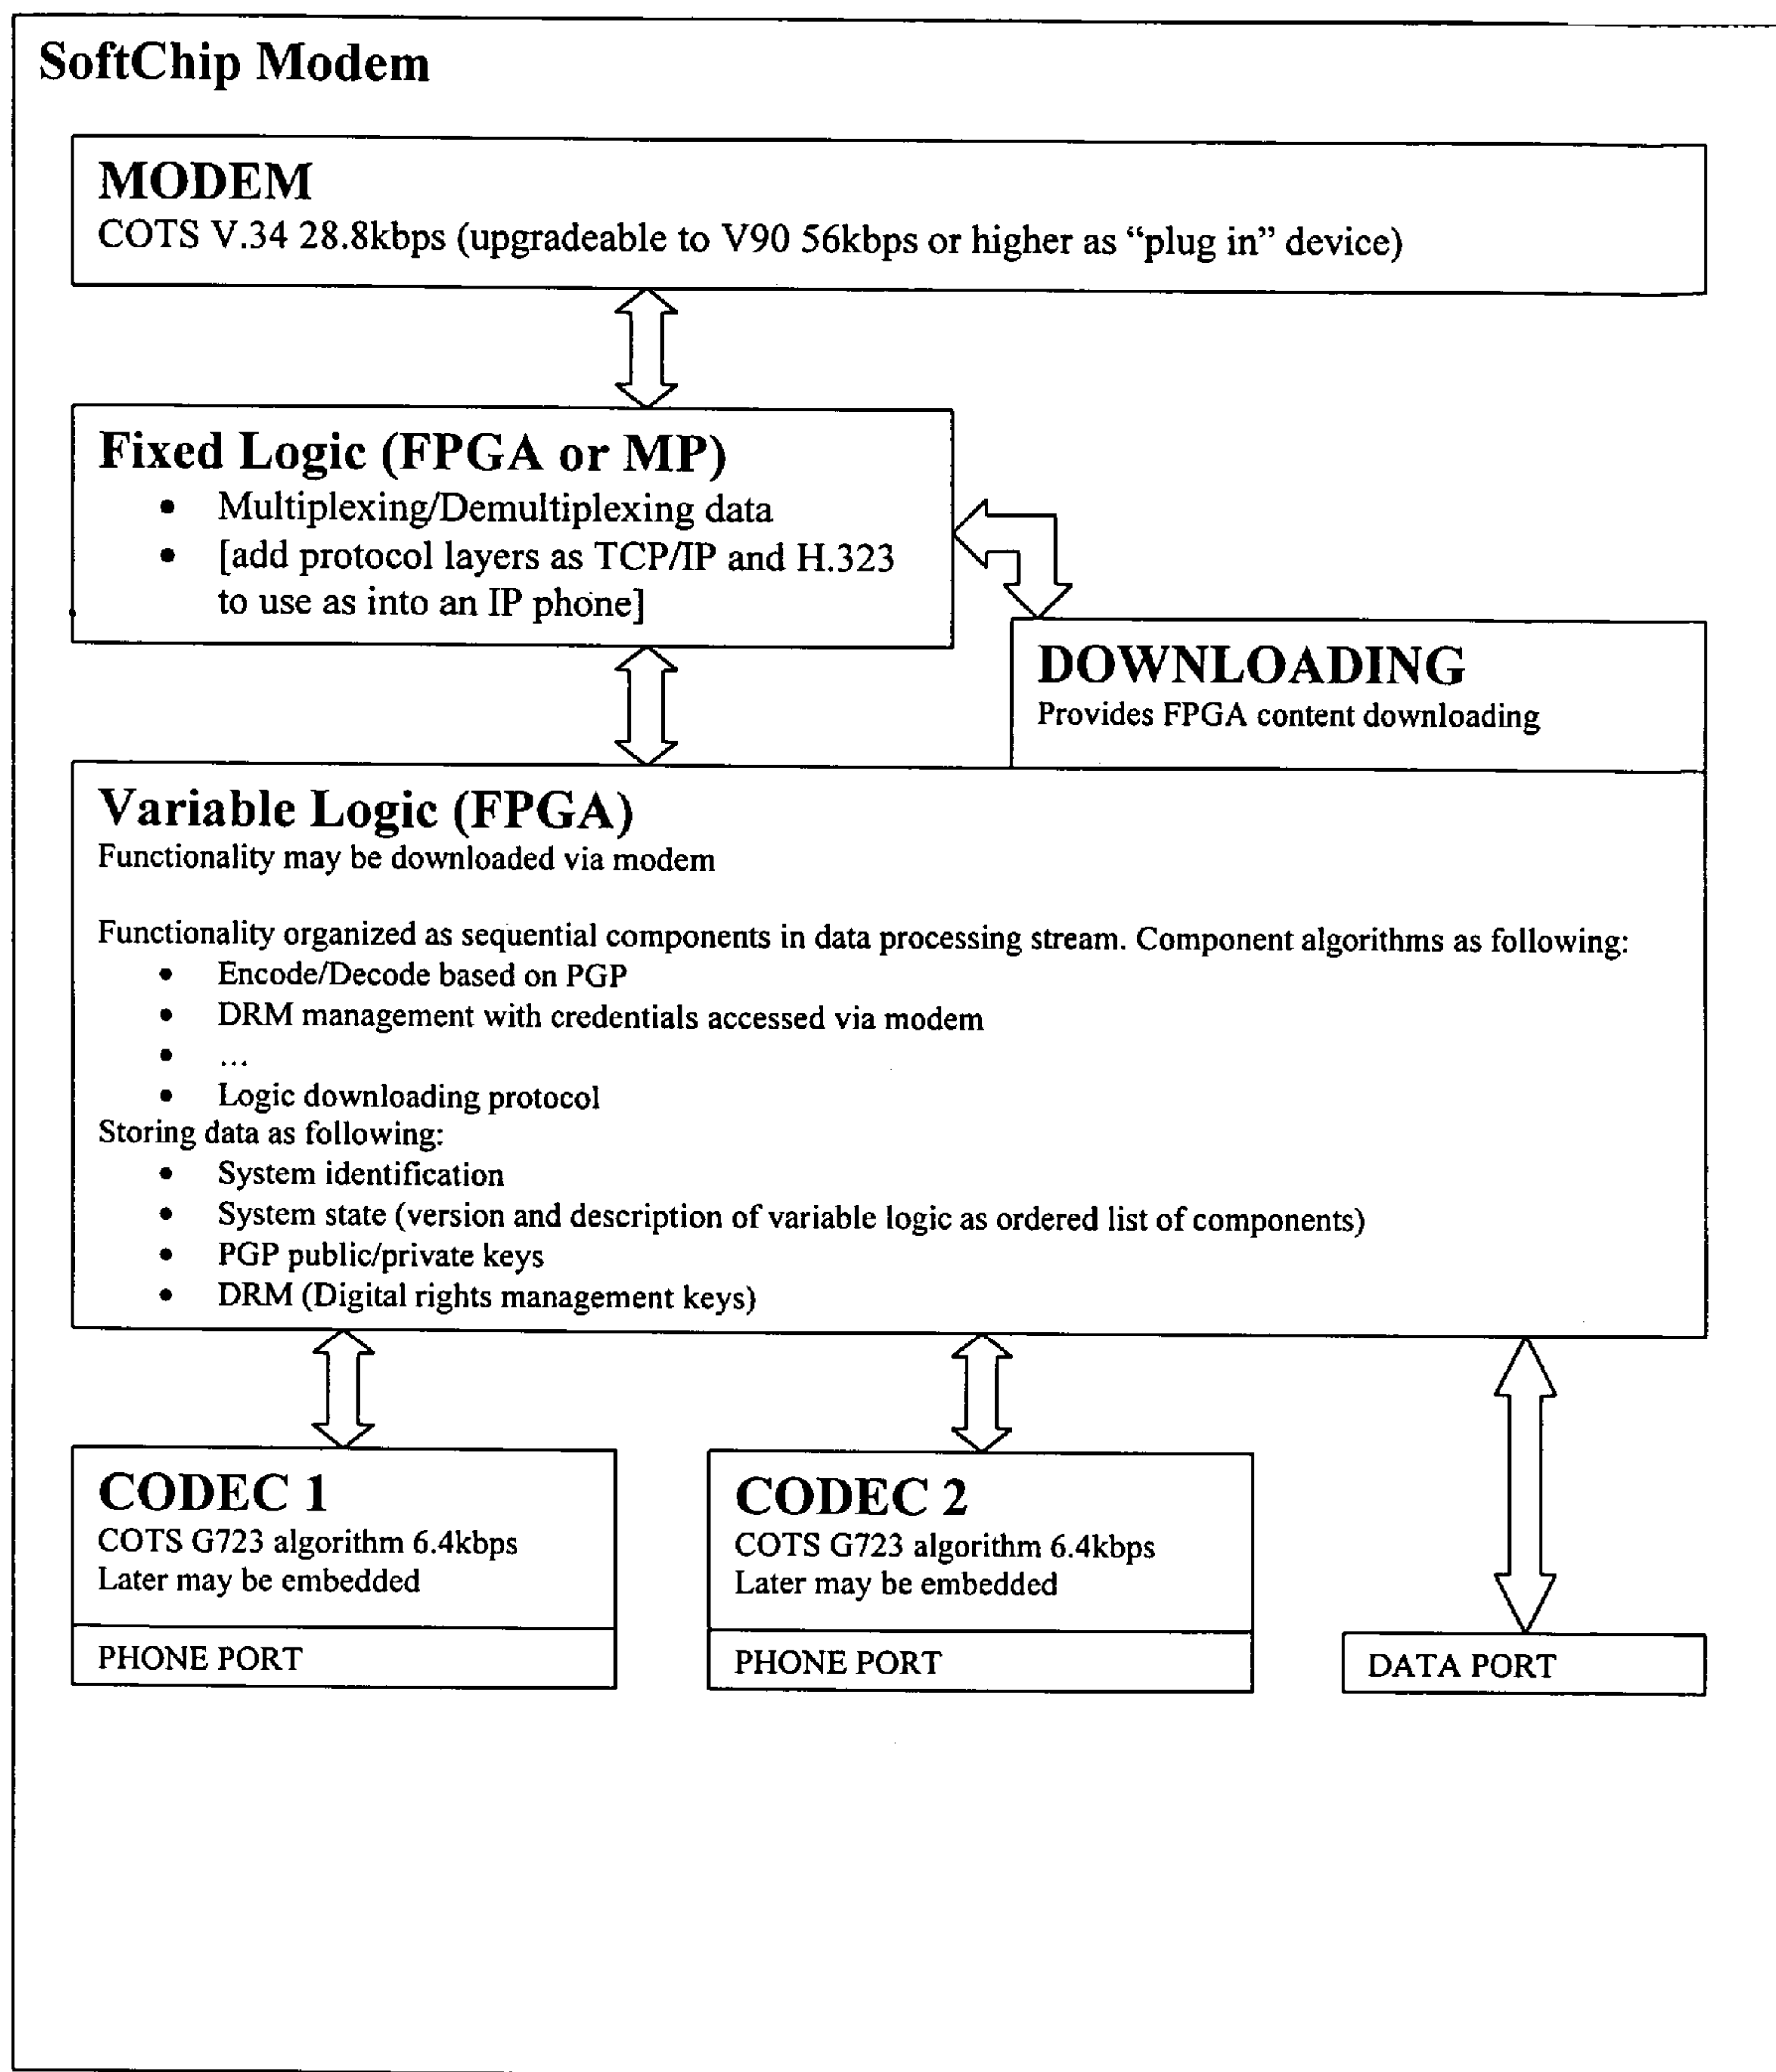 SoftChip Modem
MODEM
COTS V.34 28.8kbps (upgradeable to V90 56kbps or higher as “plug in” device)
Fixed Logic (FPGA or MP)
• Multiplexing/Demultiplexing data
• [add protocol layers as TCP/IP and H.323
to use as into an IP phone]
DOWNLOADING
Provides FPGA content downloading
Variable Logic (FPGA)
Functionality may be downloaded via modem
Functionality organized as sequential components in data processing stream. Component algorithms as following:
• Encode/Decode based on PGP
• DRM management with credentials accessed via modem
• ...
• Logic downloading protocol
Storing data as following:
• System identification
• System state (version and description of variable logic as ordered list of components)
• PGP public/private keys
• DRM (Digital rights management keys)
CODEC 1
COTS G723 algorithm 6.4kbps
Later may be embedded
PHONE PORT
CODEC 2
COTS G723 algorithm 6.4kbps
Later may be embedded
PHONE PORT
DATA PORT